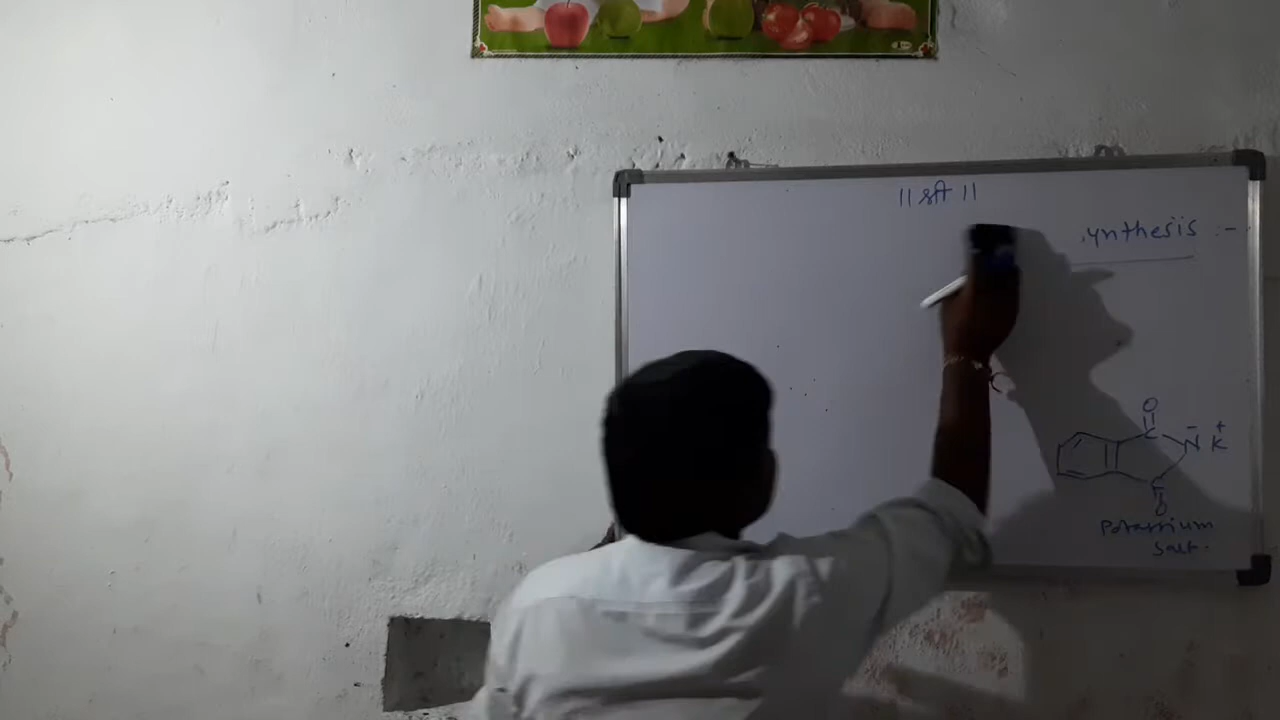 ॥ श्री ॥
ynthesis :-
O
C N⁻ K⁺
C
O
Potassium
salt.